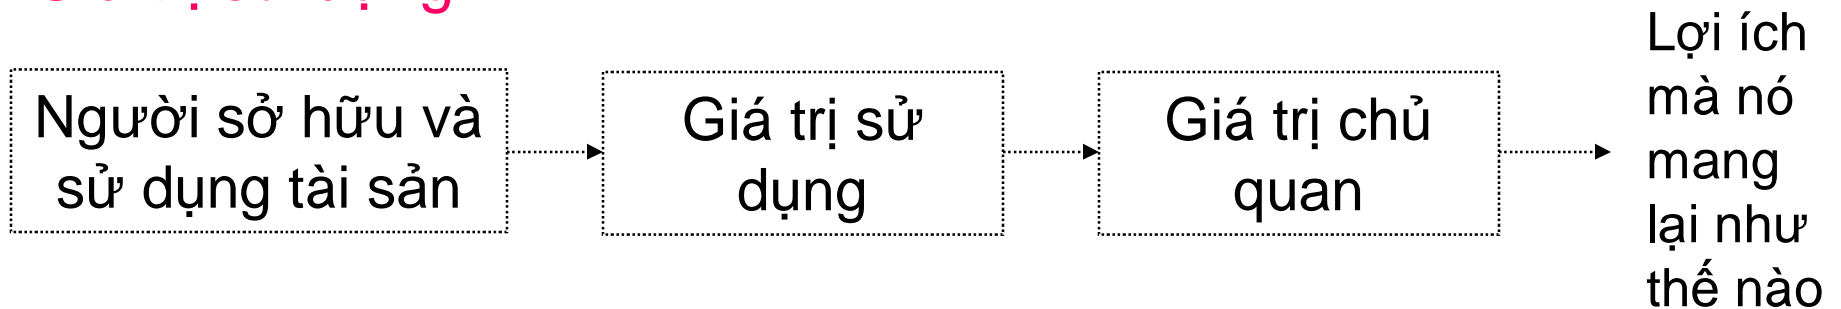 Người sở hữu và
sử dụng tài sản
Giá trị sử
dụng
Giá trị chủ
quan
Lợi ích
mà nó
mang
lại như
thế nào